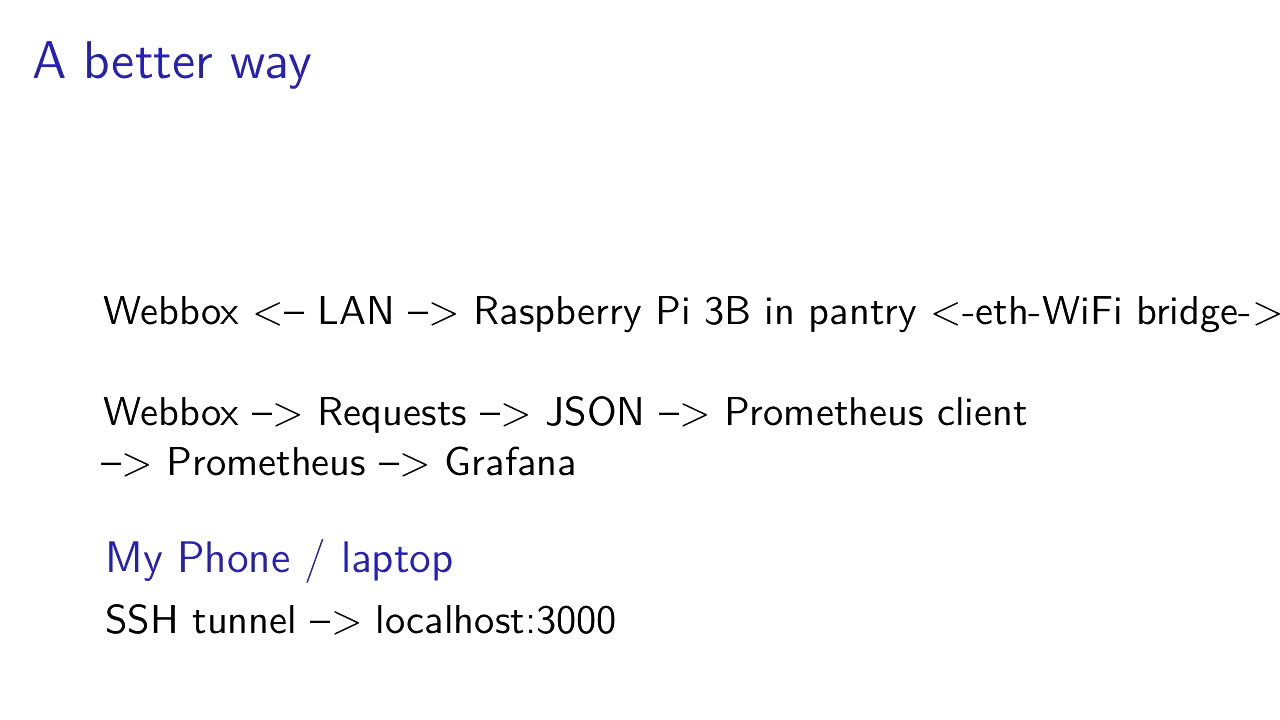 A better way
Webbox <– LAN –> Raspberry Pi 3B in pantry <-eth-WiFi bridge->
Webbox –> Requests –> JSON –> Prometheus client
–> Prometheus –> Grafana
My Phone / laptop
SSH tunnel –> localhost:3000